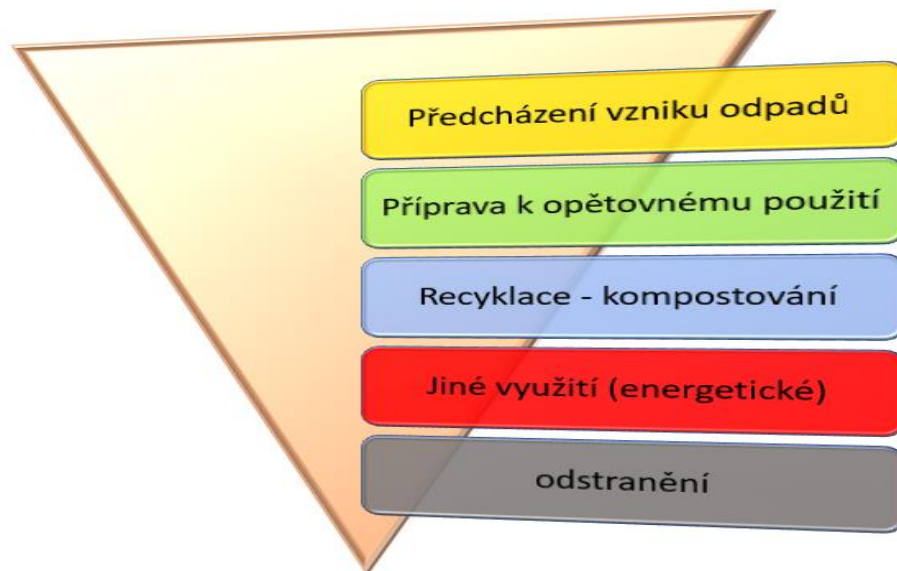 Předcházení vzniku odpadů
Příprava k opětovnému použití
Recyklace - kompostování
Jiné využití (energetické)
odstranění